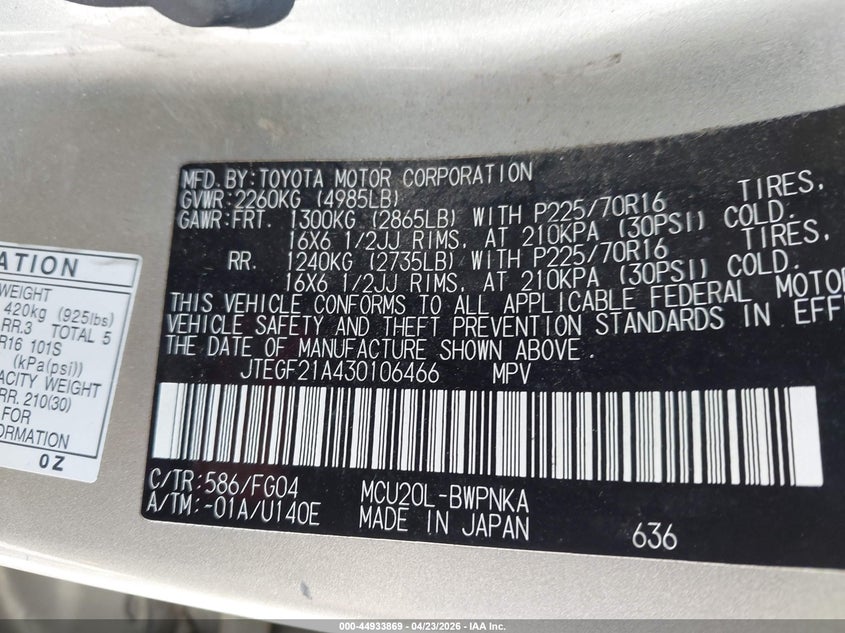 MFD. BY: TOYOTA MOTOR CORPORATION
GVWR: 2260KG (4985LB)
GAWR: FRT. 1300KG (2865LB) WITH P225/70R16 TIRES,
16X6 1/2JJ RIMS, AT 210KPA (30PSI) COLD.
RR. 1240KG (2735LB) WITH P225/70R16 TIRES,
16X6 1/2JJ RIMS, AT 210KPA (30PSI) COLD.
THIS VEHICLE CONFORMS TO ALL APPLICABLE FEDERAL MOTO
VEHICLE SAFETY AND THEFT PREVENTION STANDARDS IN EFF
THE DATE OF MANUFACTURE SHOWN ABOVE.
JTEGF21A430106466 MPV
C/TR: 586/FG04 MCU20L-BWPNKA
A/TM: -01A/U140E MADE IN JAPAN 636
ATION
WEIGHT
420kg (925lbs)
RR.3 TOTAL 5
R16 101S
(kPa(psi))
ACITY WEIGHT
RR. 210(30)
FOR
ORMATION
OZ
000-44933869 - 04/23/2026 - IAA Inc.